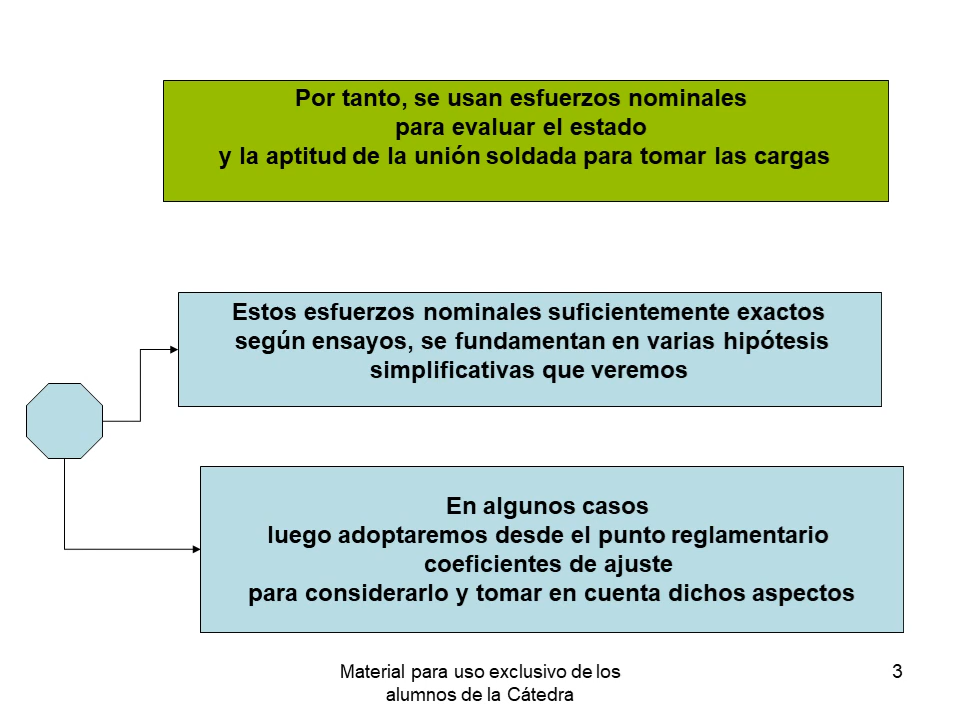 Por tanto, se usan esfuerzos nominales
para evaluar el estado
y la aptitud de la unión soldada para tomar las cargas
Estos esfuerzos nominales suficientemente exactos
según ensayos, se fundamentan en varias hipótesis
simplificativas que veremos
En algunos casos
luego adoptaremos desde el punto reglamentario
coeficientes de ajuste
para considerarlo y tomar en cuenta dichos aspectos
Material para uso exclusivo de los
alumnos de la Cátedra
3